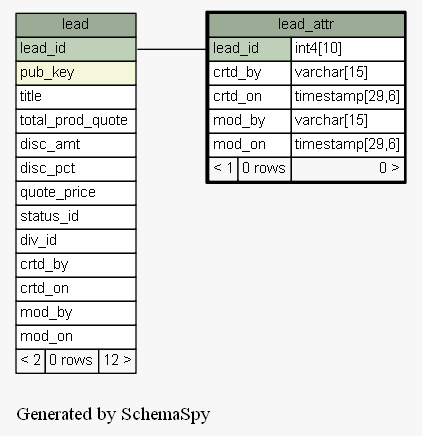 lead
lead_id
pub_key
title
total_prod_quote
disc_amt
disc_pct
quote_price
status_id
div_id
crtd_by
crtd_on
mod_by
mod_on
< 2 0 rows 12 >
lead_attr
lead_id int4[10]
crtd_by varchar[15]
crtd_on timestamp[29,6]
mod_by varchar[15]
mod_on timestamp[29,6]
< 1 0 rows 0 >
Generated by SchemaSpy